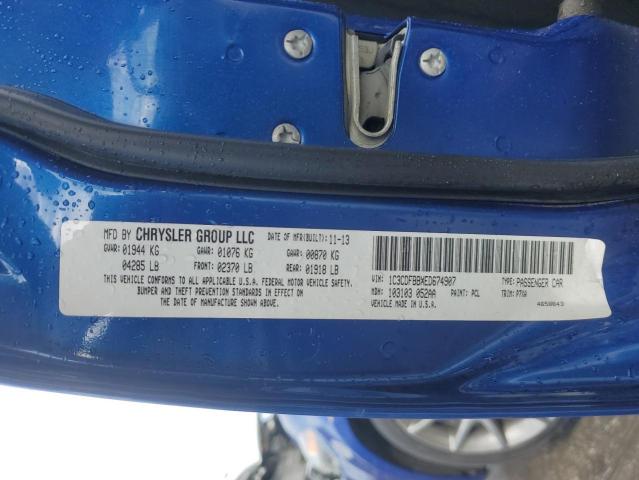 MFD BY CHRYSLER GROUP LLC DATE OF MFR(BUILT): 11-13
GVWR: 01944 KG GAWR: 01076 KG GAWR: 00870 KG
04285 LB FRONT: 02370 LB REAR: 01918 LB
THIS VEHICLE CONFORMS TO ALL APPLICABLE U.S.A. FEDERAL MOTOR VEHICLE SAFETY,
BUMPER AND THEFT PREVENTION STANDARDS IN EFFECT ON
THE DATE OF MANUFACTURE SHOWN ABOVE.
VIN: 1C3CDFBBXED674907 TYPE: PASSENGER CAR
MDH: 103103 052AA PAINT: PCL TRIM: P7XA
MADE IN U.S.A.